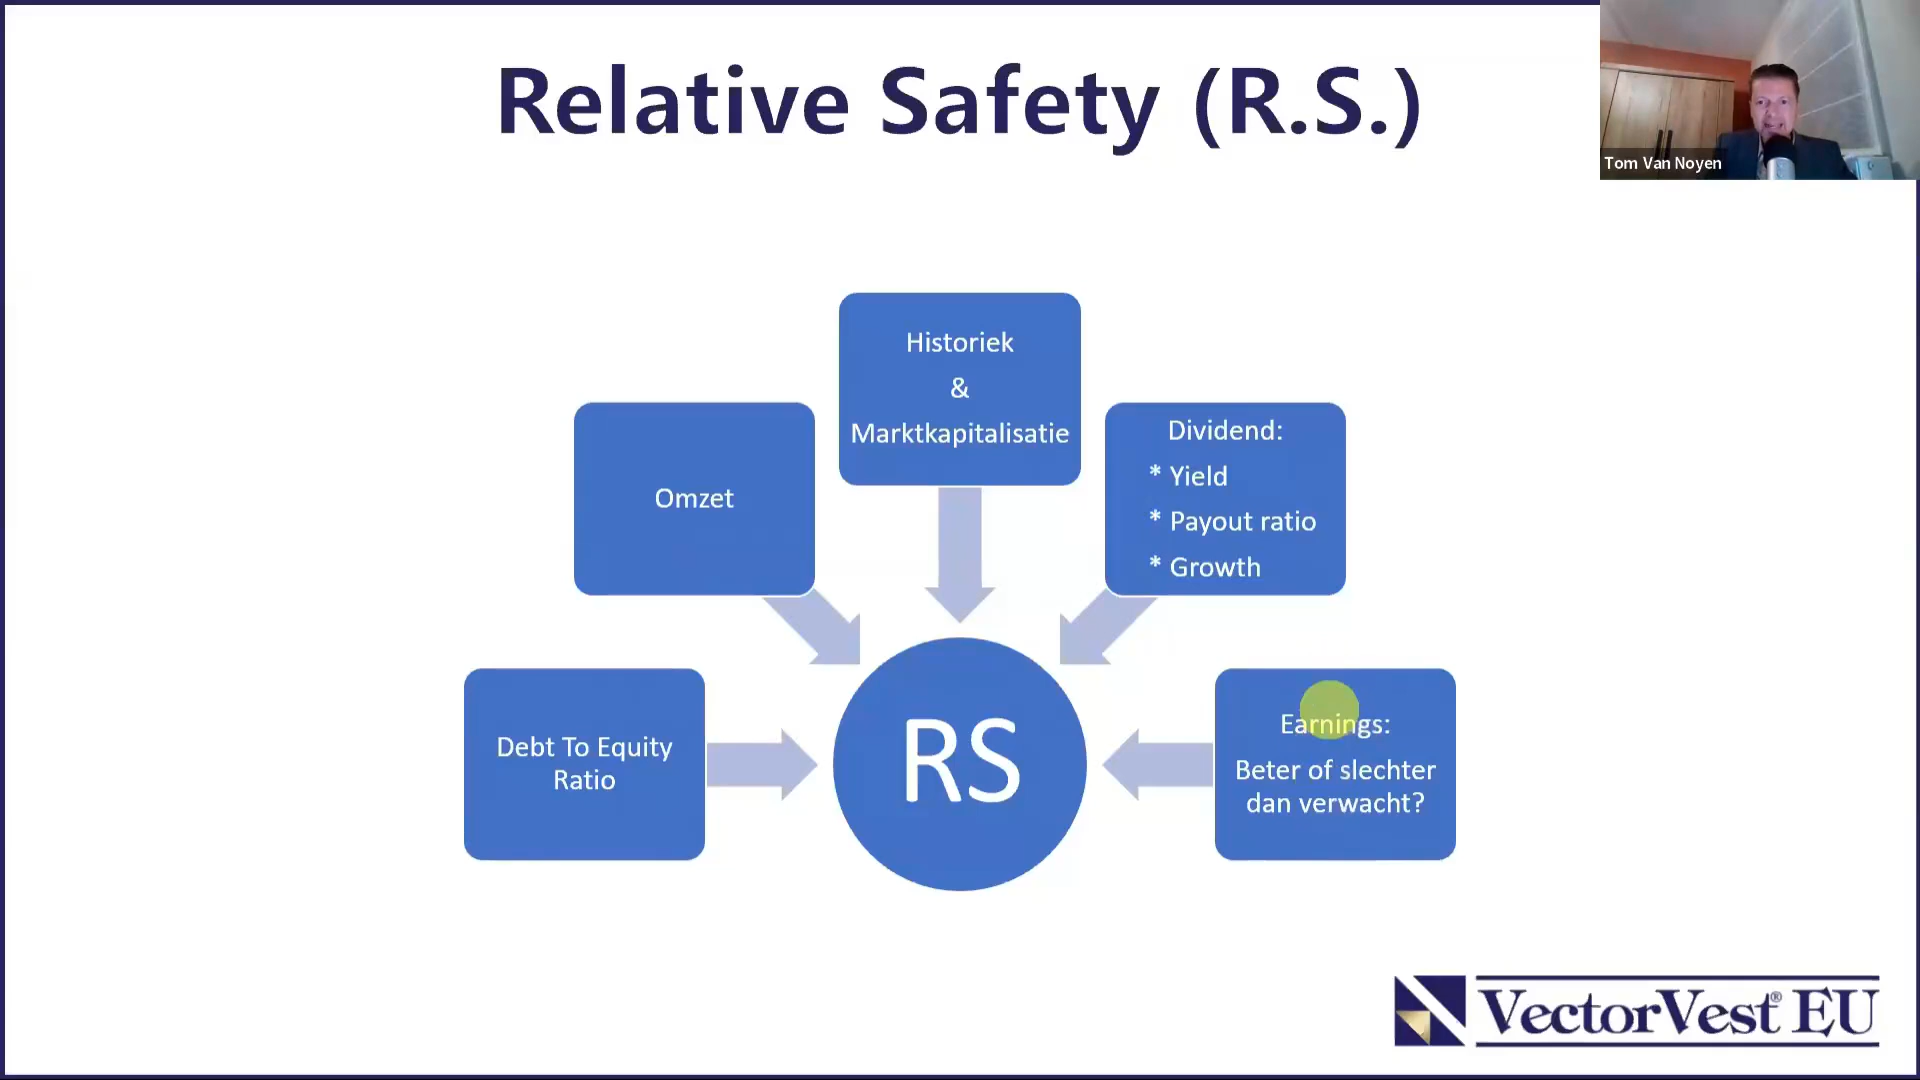 Relative Safety (R.S.)
Tom Van Noyen
Historiek
&
Marktkapitalisatie
Omzet
Dividend:
* Yield
* Payout ratio
* Growth
Debt To Equity
Ratio
RS
Earnings:
Beter of slechter
dan verwacht?
VectorVest® EU